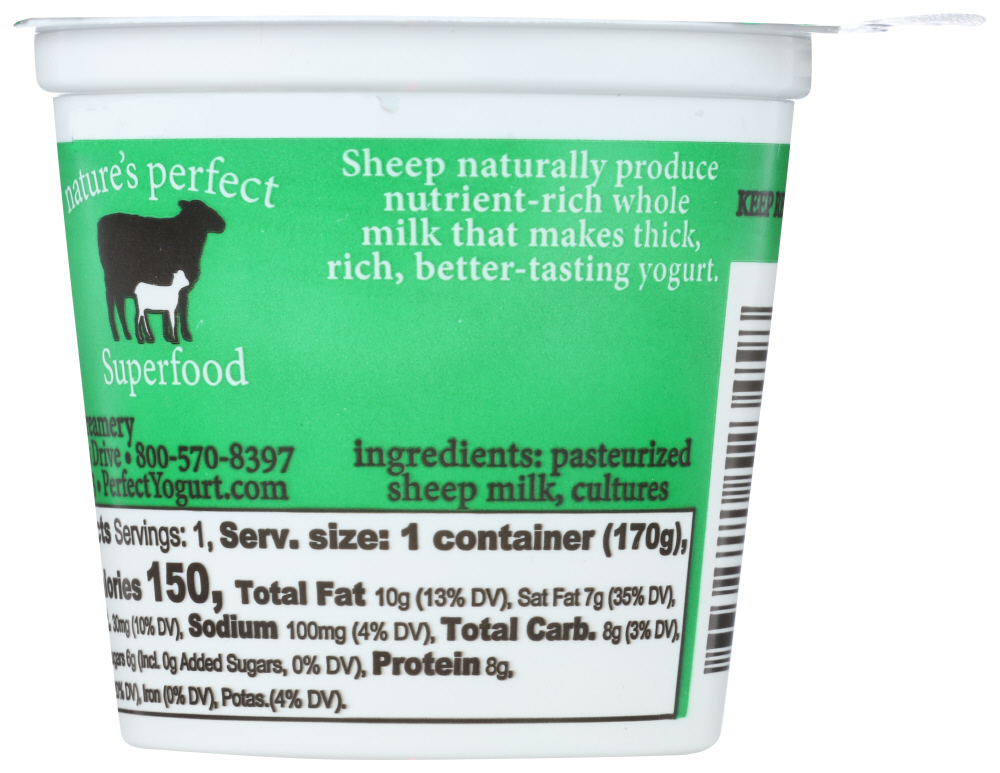 nature's perfect
Superfood
Sheep naturally produce
nutrient-rich whole
milk that makes thick,
rich, better-tasting yogurt.
KEEP
Drive • 800-570-8397
• PerfectYogurt.com
ingredients: pasteurized
sheep milk, cultures
Servings: 1, Serv. size: 1 container (170g),
150, Total Fat 10g (13% DV), Sat Fat 7g (35% DV),
30mg (10% DV), Sodium 100mg (4% DV), Total Carb. 8g (3% DV),
6g (Incl. 0g Added Sugars, 0% DV), Protein 8g,
DV), Iron (0% DV), Potas.(4% DV).